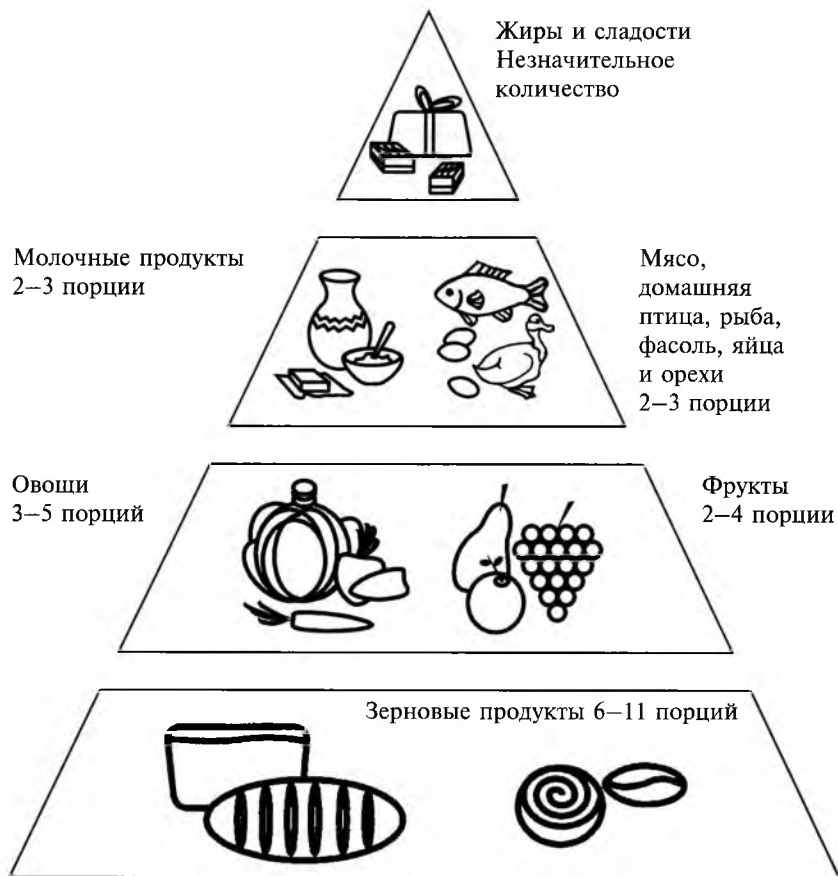 Жиры и сладости
Незначительное
количество
Молочные продукты
2–3 порции
Мясо,
домашняя
птица, рыба,
фасоль, яйца
и орехи
2–3 порции
Овощи
3–5 порций
Фрукты
2–4 порции
Зерновые продукты 6–11 порций